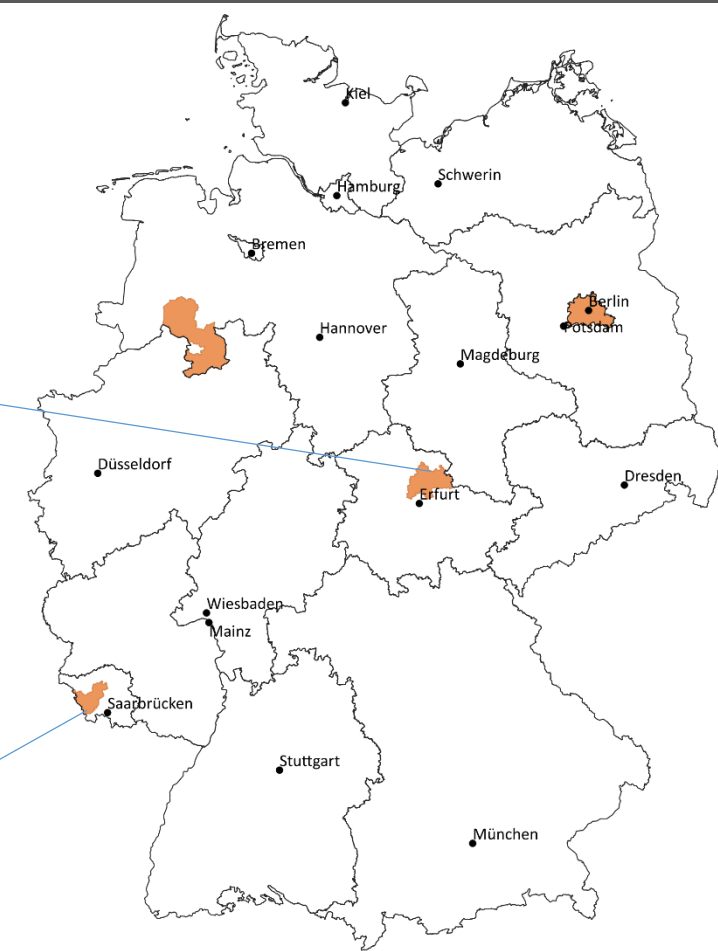 Kiel
Schwerin
Hamburg
Bremen
Berlin
Potsdam
Hannover
Magdeburg
Düsseldorf
Dresden
Erfurt
Wiesbaden
Mainz
Saarbrücken
Stuttgart
München